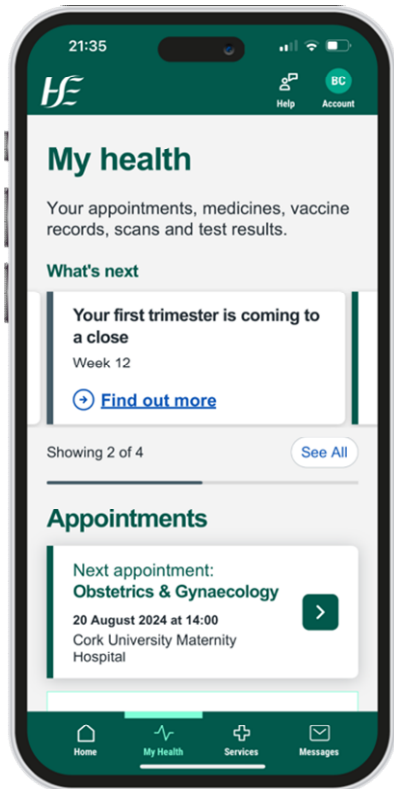 21:35
HSE
Help
BC
Account
My health
Your appointments, medicines, vaccine
records, scans and test results.
What's next
Your first trimester is coming to
a close
Week 12
Find out more
Showing 2 of 4
See All
Appointments
Next appointment:
Obstetrics & Gynaecology
20 August 2024 at 14:00
Cork University Maternity
Hospital
Home
My Health
Services
Messages